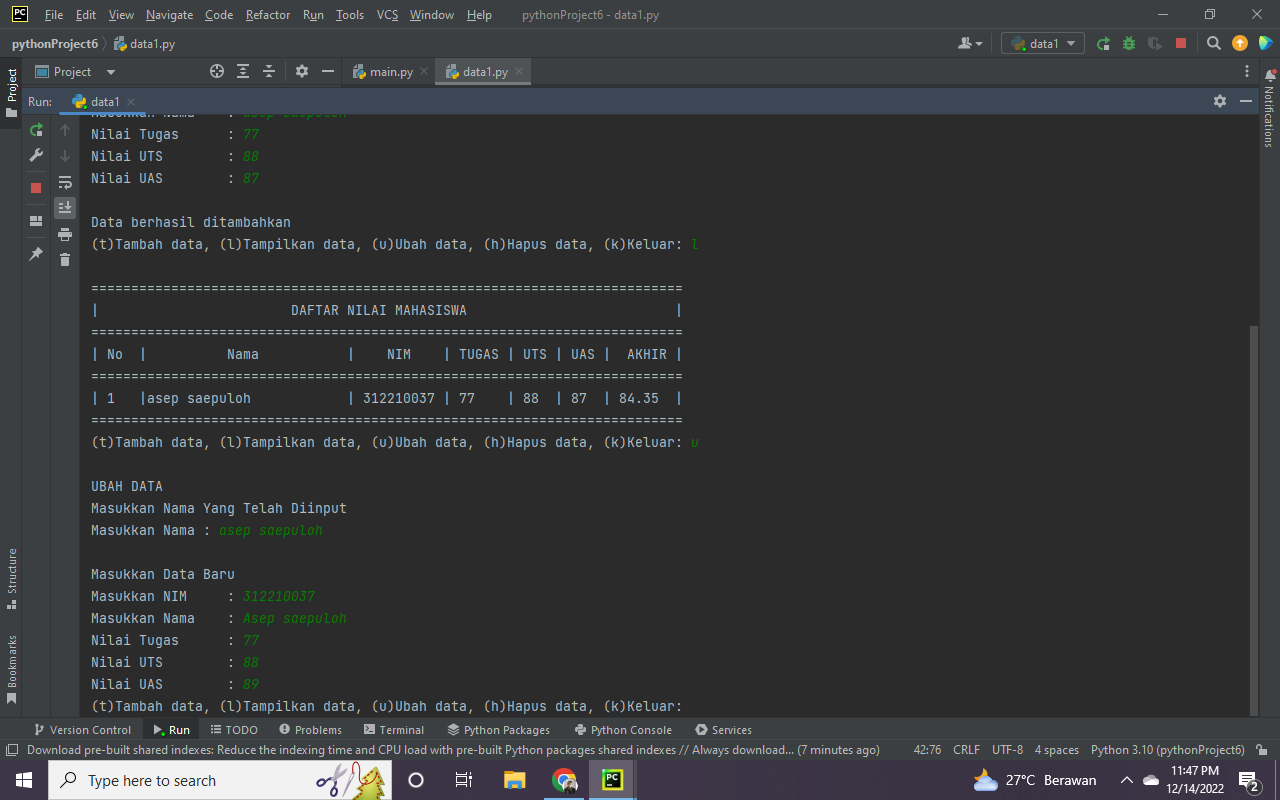 PC File Edit View Navigate Code Refactor Run Tools VCS Window Help pythonProject6 - data1.py
pythonProject6 data1.py data1
Project main.py data1.py
Run: data1
Masukkan Nama : asep saepuloh
Nilai Tugas : 77
Nilai UTS : 88
Nilai UAS : 87
Data berhasil ditambahkan
(t)Tambah data, (l)Tampilkan data, (u)Ubah data, (h)Hapus data, (k)Keluar: l
==========================================================================
| DAFTAR NILAI MAHASISWA |
==========================================================================
| No | Nama | NIM | TUGAS | UTS | UAS | AKHIR |
==========================================================================
| 1 |asep saepuloh | 312210037 | 77 | 88 | 87 | 84.35 |
==========================================================================
(t)Tambah data, (l)Tampilkan data, (u)Ubah data, (h)Hapus data, (k)Keluar: u
UBAH DATA
Masukkan Nama Yang Telah Diinput
Masukkan Nama : asep saepuloh
Masukkan Data Baru
Masukkan NIM : 312210037
Masukkan Nama : Asep saepuloh
Nilai Tugas : 77
Nilai UTS : 88
Nilai UAS : 89
(t)Tambah data, (l)Tampilkan data, (u)Ubah data, (h)Hapus data, (k)Keluar:
Project
Structure
Bookmarks
Notifications
Version Control Run TODO Problems Terminal Python Packages Python Console Services
Download pre-built shared indexes: Reduce the indexing time and CPU load with pre-built Python packages shared indexes // Always download... (7 minutes ago) 42:76 CRLF UTF-8 4 spaces Python 3.10 (pythonProject6)
Type here to search PC 27°C Berawan 11:47 PM
12/14/2022 2